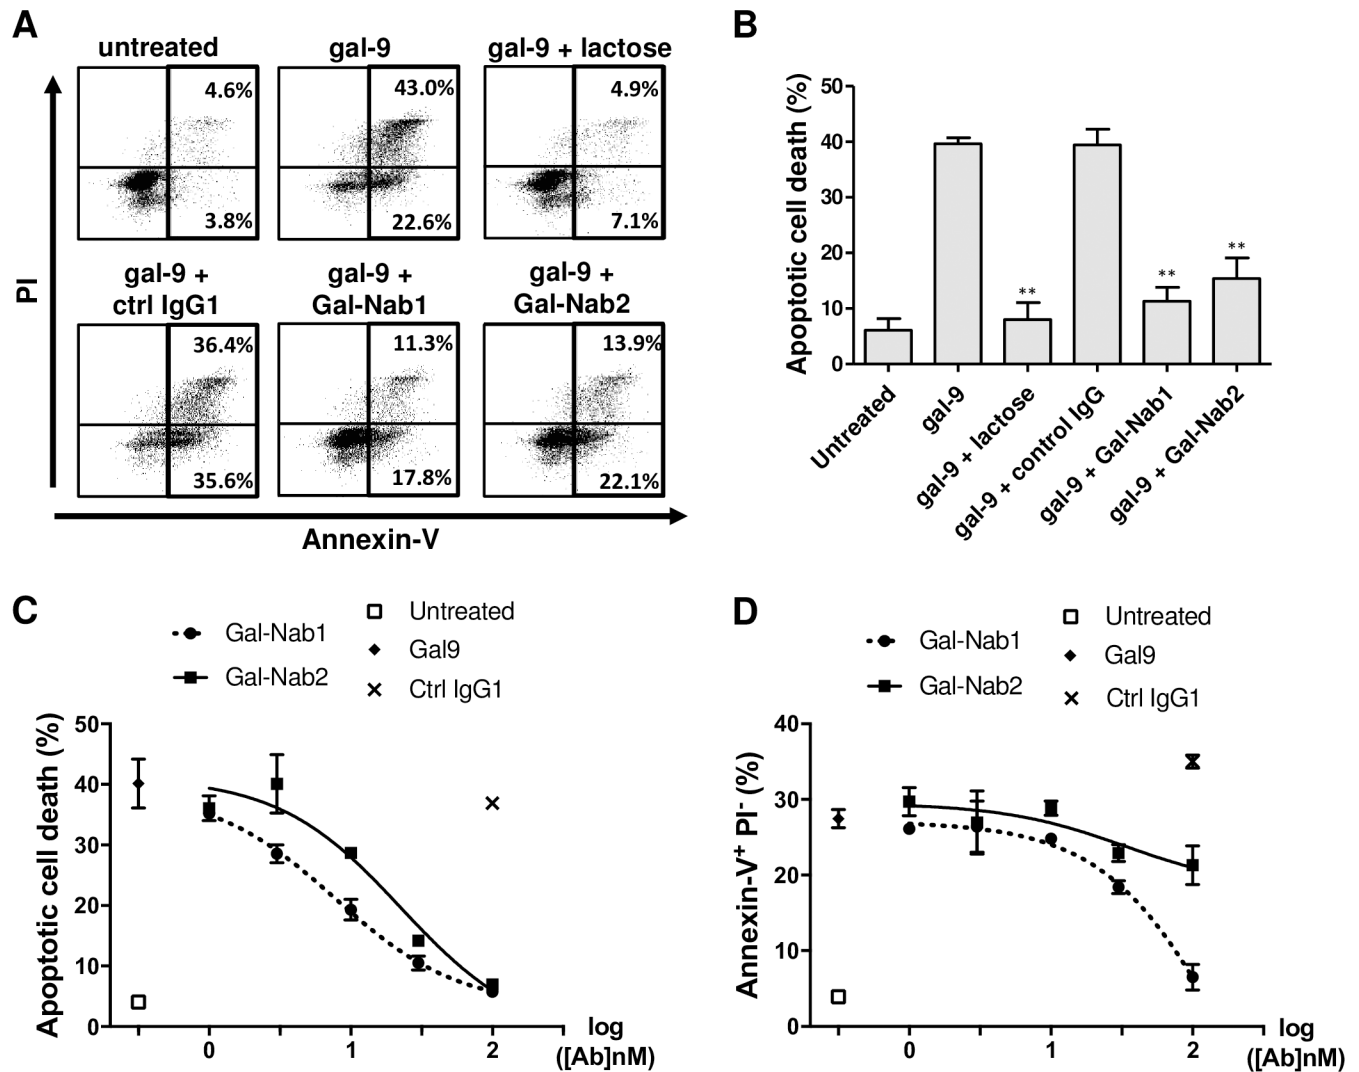 A
untreated
gal-9
gal-9 + lactose
4.6%
43.0%
4.9%
3.8%
22.6%
7.1%
gal-9 +
ctrl IgG1
gal-9 +
Gal-Nab1
gal-9 +
Gal-Nab2
36.4%
11.3%
13.9%
35.6%
17.8%
22.1%
PI
Annexin-V
B
Apoptotic cell death (%)
50
40
30
20
10
0
**
**
**
Untreated
gal-9
gal-9 + lactose
gal-9 + control IgG
gal-9 + Gal-Nab1
gal-9 + Gal-Nab2
C
Gal-Nab1
Gal-Nab2
Untreated
Gal9
Ctrl IgG1
Apoptotic cell death (%)
50
40
30
20
10
0
0
1
2
log
([Ab]nM)
D
Gal-Nab1
Gal-Nab2
Untreated
Gal9
Ctrl IgG1
Annexin-V⁺ PI⁻ (%)
40
30
20
10
0
0
1
2
log
([Ab]nM)